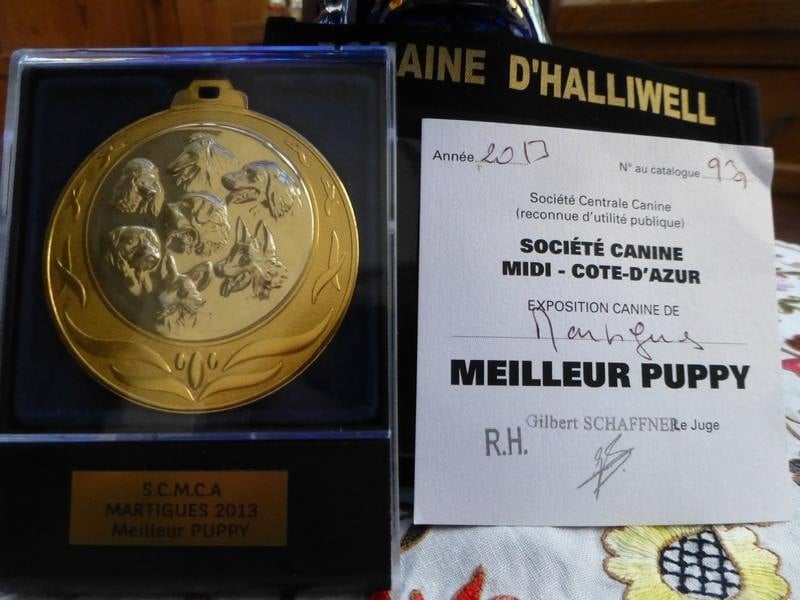 AINE D'HALLIWELL
Année 2013
N° au catalogue
Société Centrale Canine
(reconnue d'utilité publique)
SOCIÉTÉ CANINE
MIDI - COTE-D'AZUR
EXPOSITION CANINE DE
Martigues
MEILLEUR PUPPY
Gilbert SCHAFFNER Le Juge
R.H.
S.C.M.C.A
MARTIGUES 2013
Meilleur PUPPY